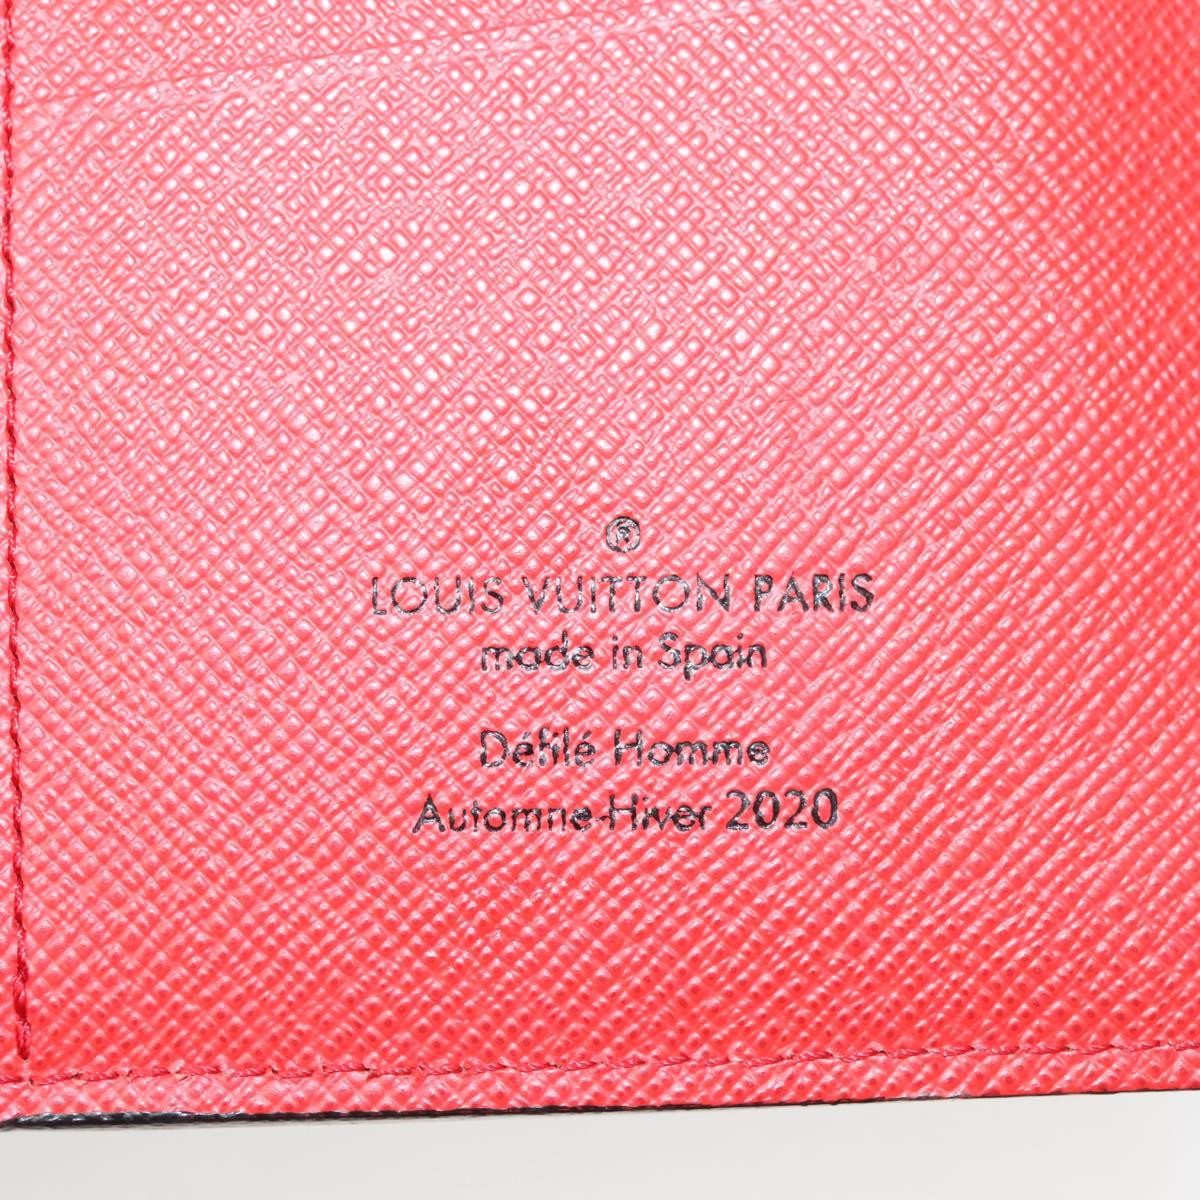 ®
LOUIS VUITTON PARIS
made in Spain
Défilé Homme
Automne-Hiver 2020